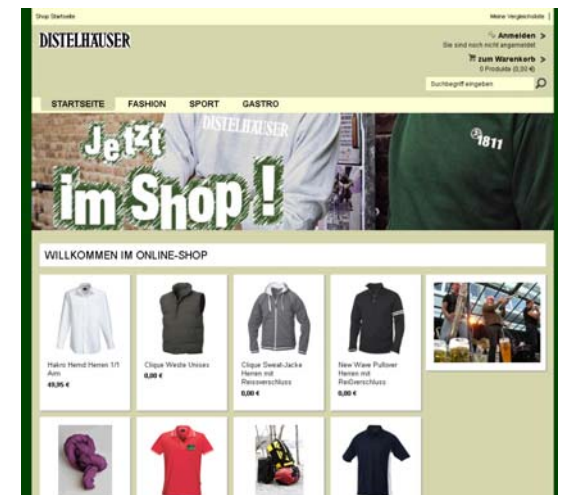 Shop Startseite
Meine Vergleichsliste |
DISTELHÄUSER
Anmelden >
Sie sind noch nicht angemeldet
zum Warenkorb >
0 Produkte (0,00 €)
Suchbegriff eingeben
STARTSEITE FASHION SPORT GASTRO
DISTELHÄUSER
1811
Jetzt
im Shop !
WILLKOMMEN IM ONLINE-SHOP
Hakro Hemd Herren 1/1
Arm
49,95 €
Clique Weste Unisex
0,00 €
Clique Sweat-Jacke
Herren mit
Reissverschluss
0,00 €
New Wave Pullover
Herren mit
Reißverschluss
0,00 €